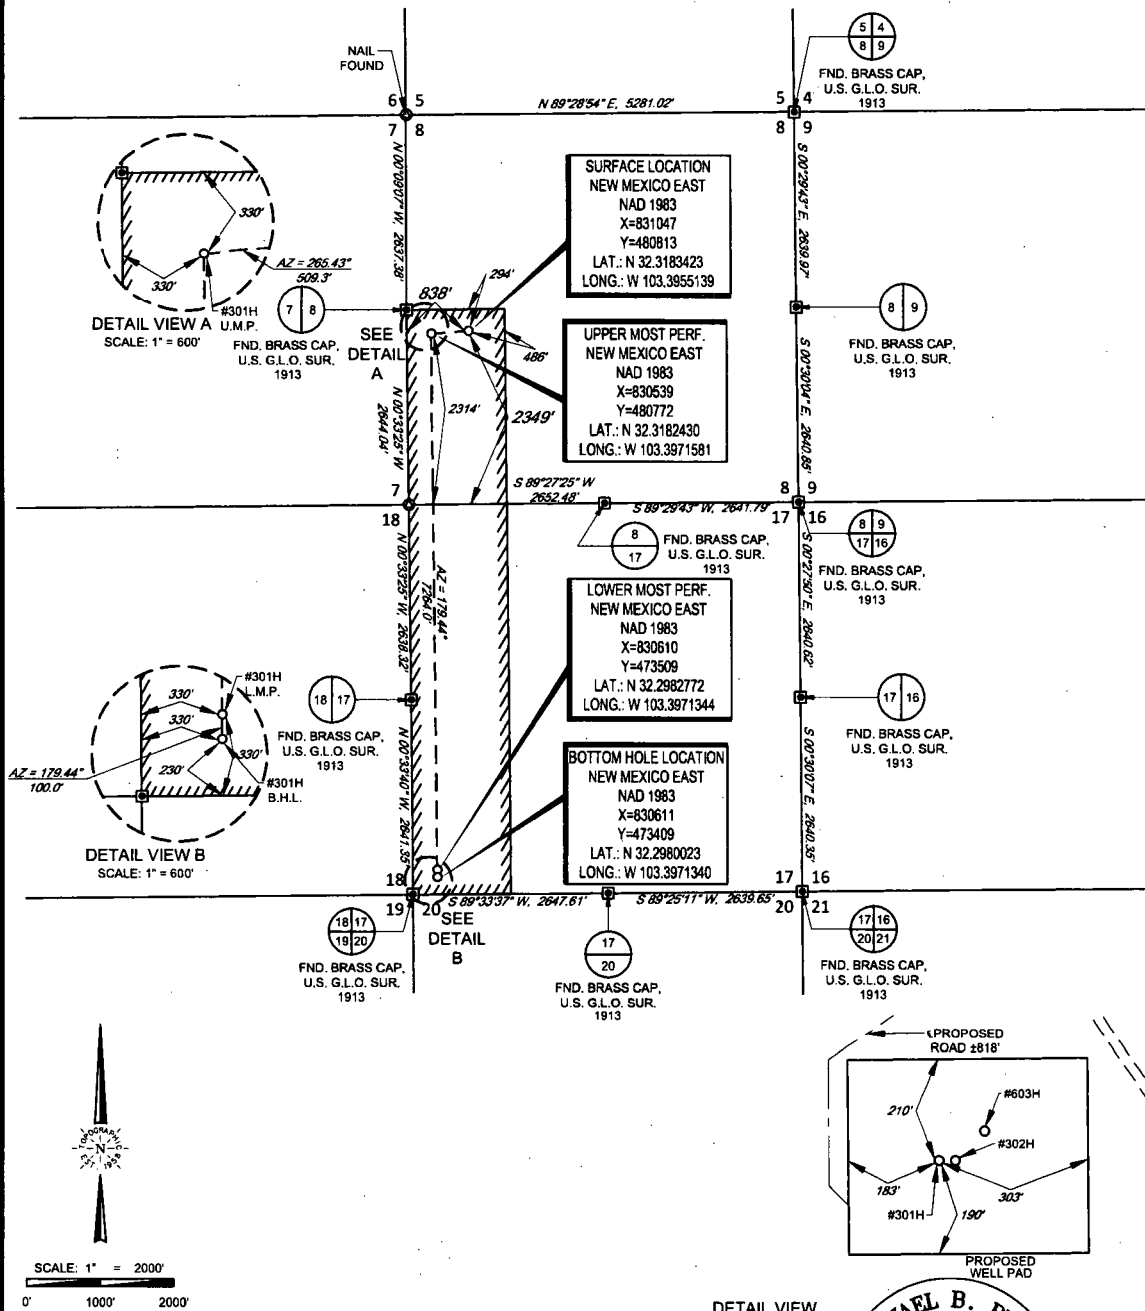 NAIL
FOUND
5 4
8 9
FND. BRASS CAP,
U.S. G.L.O. SUR.
1913
6 5
7 8
N 89°28'54" E, 5281.02'
5 4
8 9
330'
330'
AZ = 265.43°
509.3'
#301H
U.M.P.
DETAIL VIEW A
SCALE: 1" = 600'
N 00°09'07" W, 2637.38'
SURFACE LOCATION
NEW MEXICO EAST
NAD 1983
X=831047
Y=480813
LAT.: N 32.3183423
LONG.: W 103.3955139
S 00°29'43" E, 2639.97'
7 8
FND. BRASS CAP,
U.S. G.L.O. SUR.
1913
SEE
DETAIL
A
838'
294'
486'
2314'
2349'
UPPER MOST PERF.
NEW MEXICO EAST
NAD 1983
X=830539
Y=480772
LAT.: N 32.3182430
LONG.: W 103.3971581
8 9
FND. BRASS CAP,
U.S. G.L.O. SUR.
1913
N 00°33'25" W
2644.04'
S 00°30'04" E, 2640.85'
7
18
S 89°27'25" W
2652.48'
S 89°29'43" W, 2641.79'
8 9
17 16
8
17
FND. BRASS CAP,
U.S. G.L.O. SUR.
1913
8 9
17 16
FND. BRASS CAP,
U.S. G.L.O. SUR.
1913
N 00°33'25" W, 2638.32'
AZ = 179.44°
7264.0'
LOWER MOST PERF.
NEW MEXICO EAST
NAD 1983
X=830610
Y=473509
LAT.: N 32.2982772
LONG.: W 103.3971344
S 00°27'50" E, 2640.62'
330'
330'
230'
330'
#301H
L.M.P.
#301H
B.H.L.
AZ = 179.44°
100.0'
DETAIL VIEW B
SCALE: 1" = 600'
18 17
FND. BRASS CAP,
U.S. G.L.O. SUR.
1913
17 16
FND. BRASS CAP,
U.S. G.L.O. SUR.
1913
N 00°33'40" W, 2641.35'
BOTTOM HOLE LOCATION
NEW MEXICO EAST
NAD 1983
X=830611
Y=473409
LAT.: N 32.2980023
LONG.: W 103.3971340
S 00°30'07" E, 2640.35'
18
19 20
S 89°33'37" W, 2647.61'
S 89°25'11" W, 2639.65'
17 16
20 21
SEE
DETAIL
B
18 17
19 20
FND. BRASS CAP,
U.S. G.L.O. SUR.
1913
17
20
FND. BRASS CAP,
U.S. G.L.O. SUR.
1913
17 16
20 21
FND. BRASS CAP,
U.S. G.L.O. SUR.
1913
TOPOGRAPHIC
N
EST. 1958
SCALE: 1" = 2000'
0' 1000' 2000'
PROPOSED
ROAD ±818'
210'
#603H
#302H
183'
303'
#301H
190'
PROPOSED
WELL PAD
DETAIL VIEW